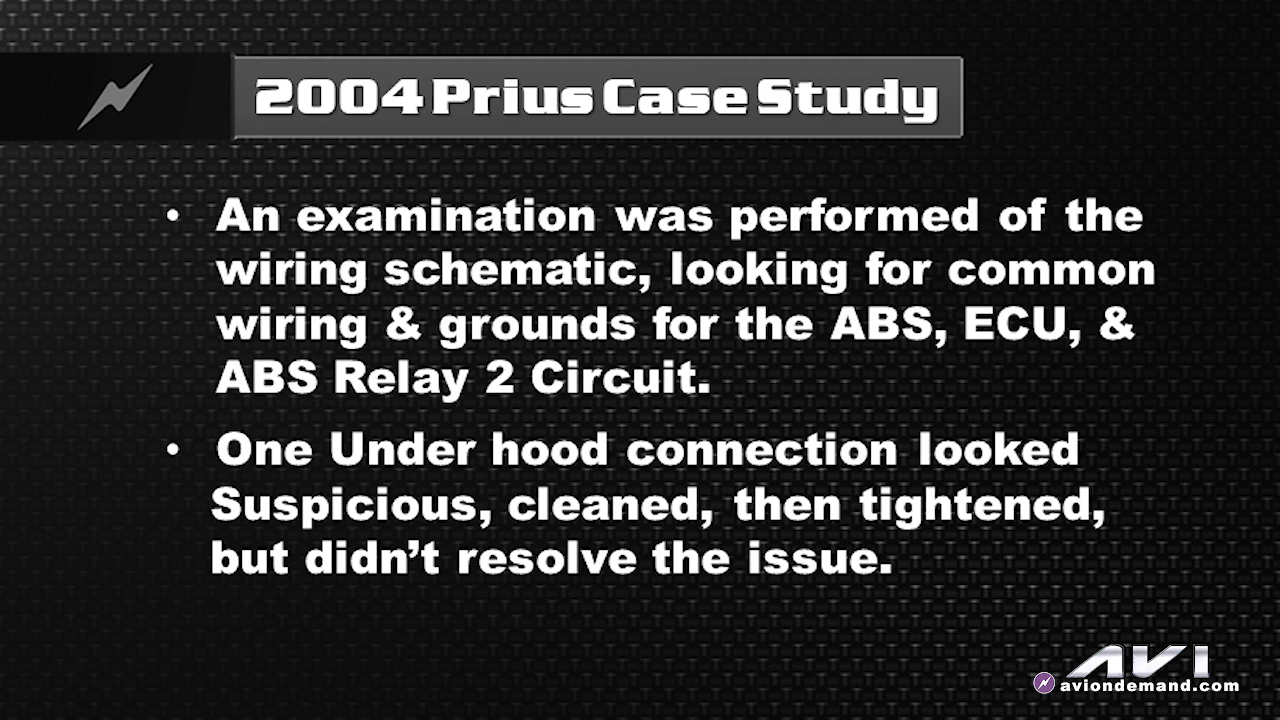 2004 Prius Case Study
• An examination was performed of the
wiring schematic, looking for common
wiring & grounds for the ABS, ECU, &
ABS Relay 2 Circuit.
• One Under hood connection looked
Suspicious, cleaned, then tightened,
but didn’t resolve the issue.
AVI
aviondemand.com